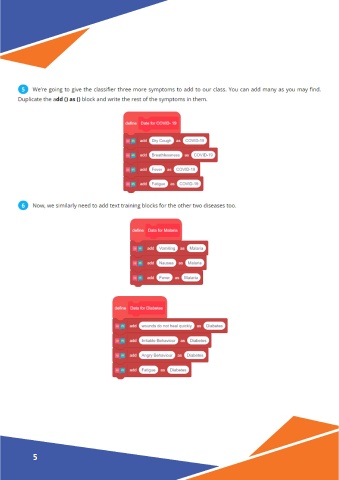 5 We're going to give the classifier three more symptoms to add to our class. You can add many as you may find.
Duplicate the add () as () block and write the rest of the symptoms in them.
define Data for COVID-19
add Dry Cough as COVID-19
add Breathlessness as COVID-19
add Fever as COVID-19
add Fatigue as COVID-19
6 Now, we similarly need to add text training blocks for the other two diseases too.
define Data for Malaria
add Vomiting as Malaria
add Nausea as Malaria
add Fever as Malaria
define Data for Diabetes
add wounds do not heal quickly as Diabetes
add Irritable Behaviour as Diabetes
add Angry Behaviour as Diabetes
add Fatigue as Diabetes
5